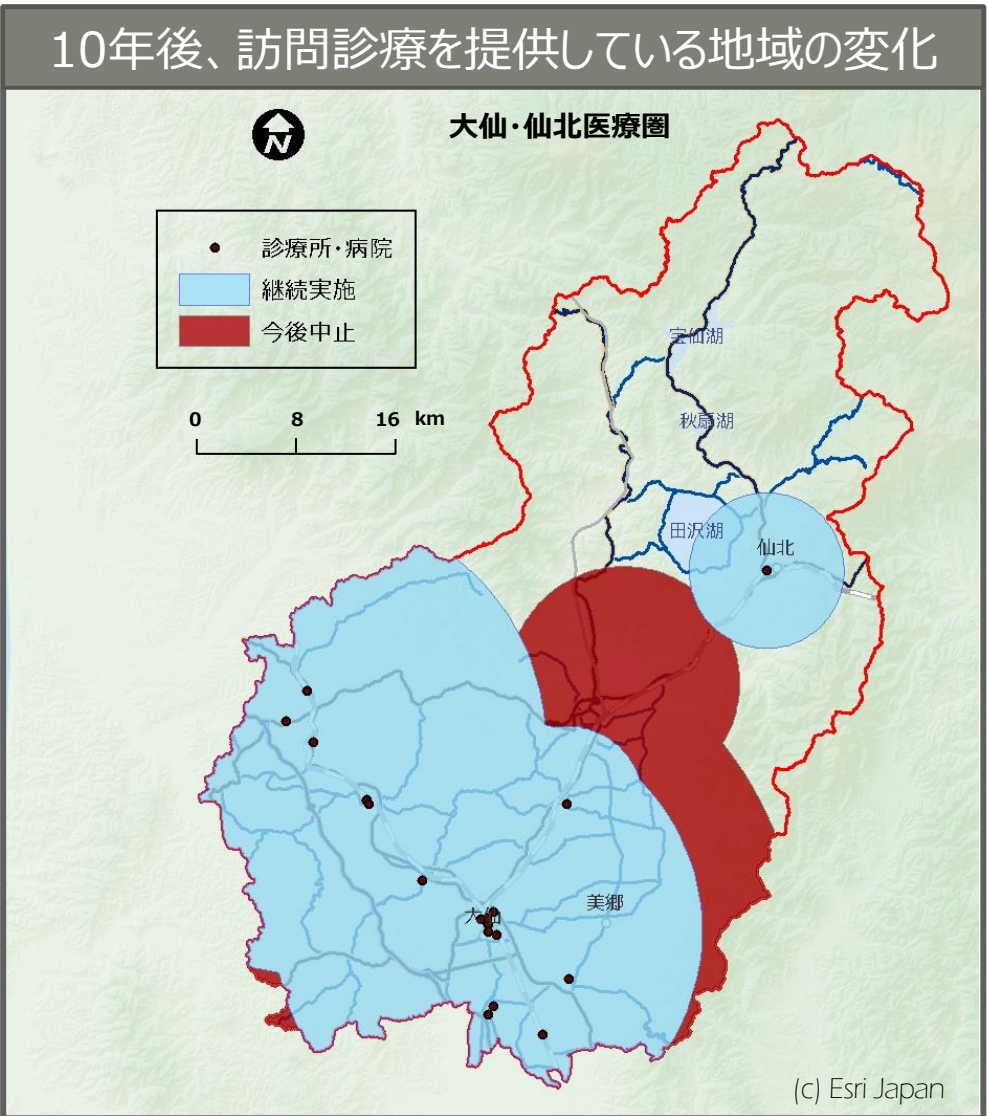 10年後、訪問診療を提供している地域の変化
N
大仙・仙北医療圏
診療所・病院
継続実施
今後中止
0 8 16 km
宝仙湖
秋扇湖
田沢湖
仙北
美郷
大仙
(c) Esri Japan